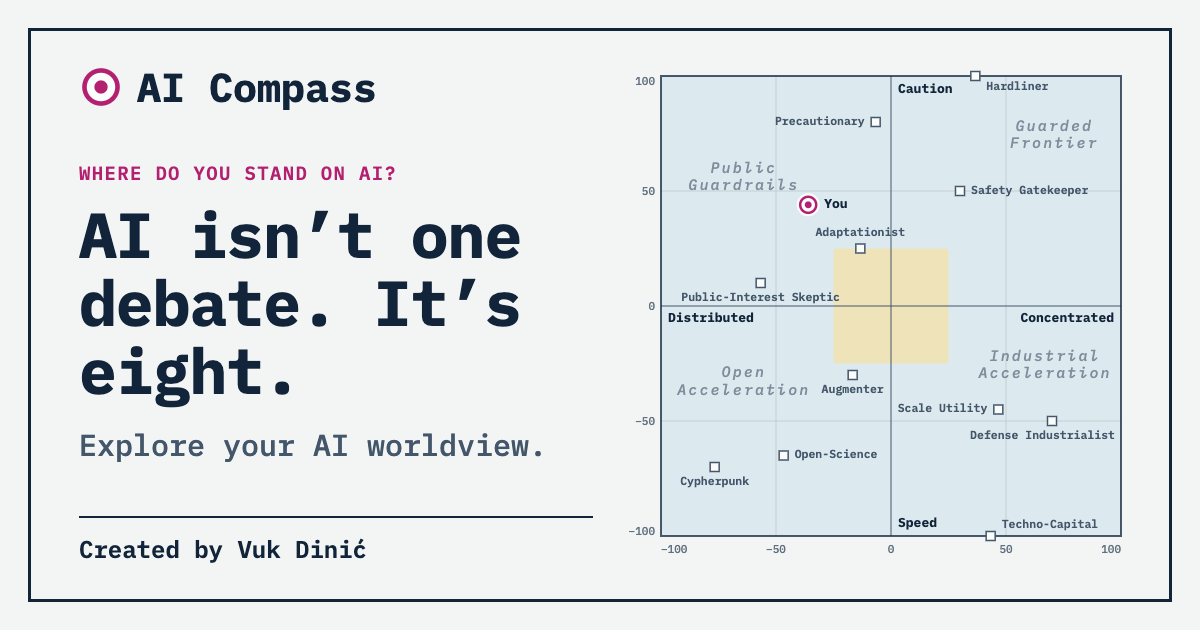 AI Compass
WHERE DO YOU STAND ON AI?
AI isn’t one
debate. It’s
eight.
Explore your AI worldview.
Created by Vuk Dinić
100
Caution
Hardliner
Precautionary
Guarded
Frontier
Public
Guardrails
50
Safety Gatekeeper
You
Adaptationist
Public-Interest Skeptic
0
Distributed
Concentrated
Industrial
Acceleration
Open
Acceleration
Augmenter
Scale Utility
−50
Defense Industrialist
Open-Science
Cypherpunk
Speed
Techno-Capital
−100
−100
−50
0
50
100